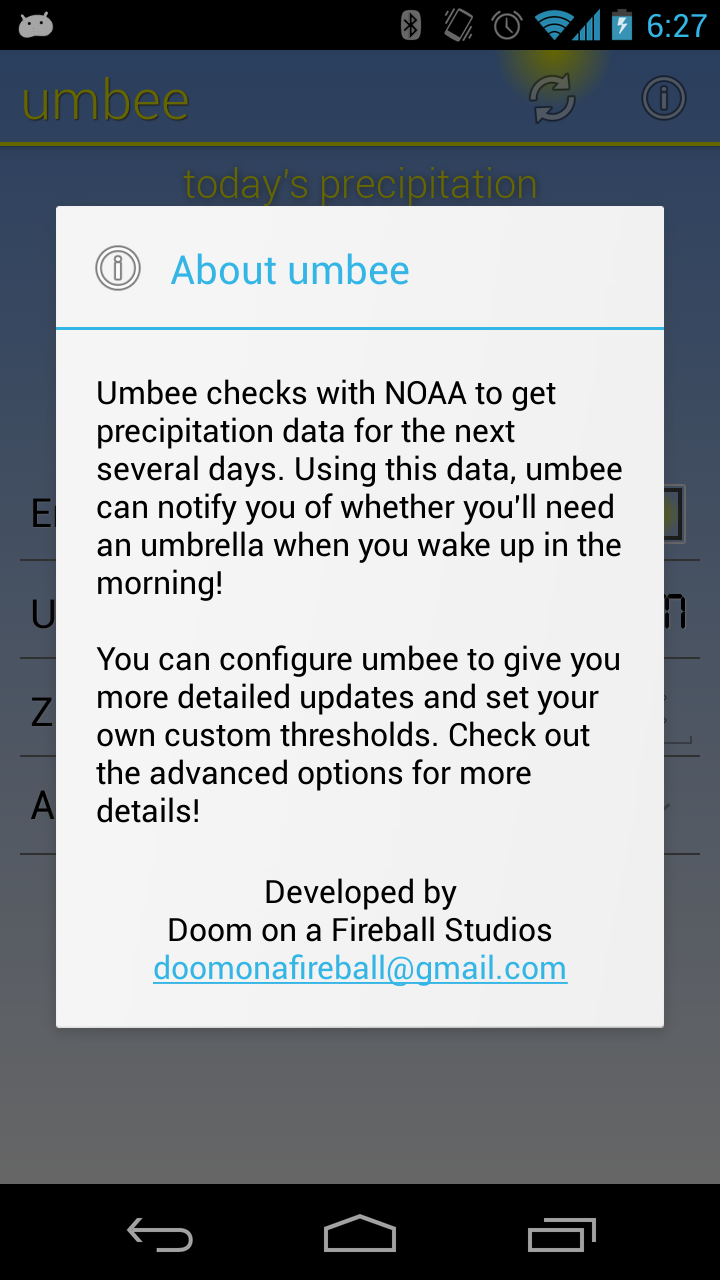 6:27
umbee
today's precipitation
About umbee
Umbee checks with NOAA to get
precipitation data for the next
several days. Using this data, umbee
can notify you of whether you'll need
an umbrella when you wake up in the
morning!
You can configure umbee to give you
more detailed updates and set your
own custom thresholds. Check out
the advanced options for more
details!
Developed by
Doom on a Fireball Studios
doomonafireball@gmail.com